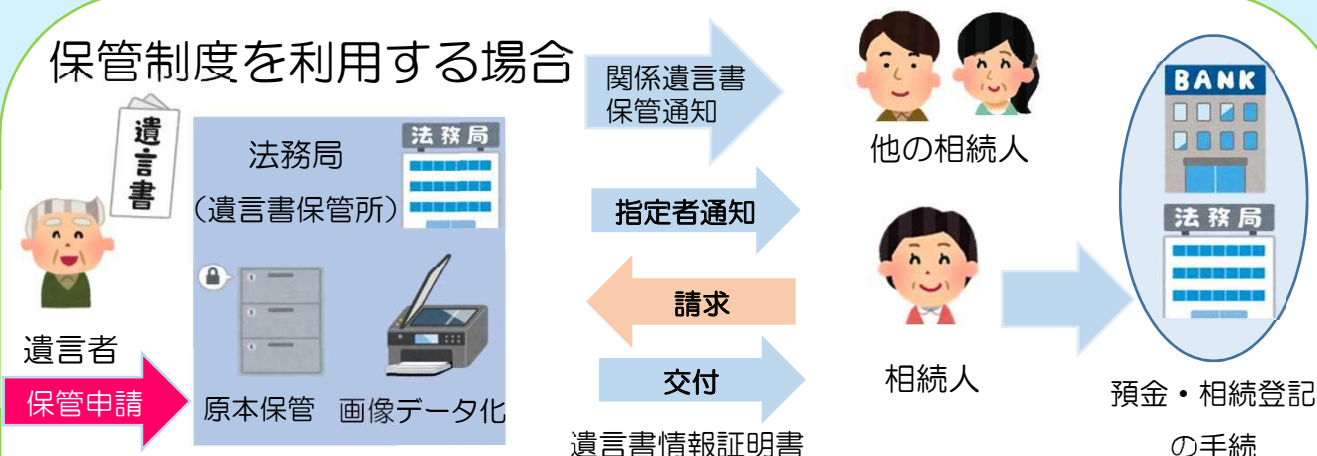 保管制度を利用する場合
遺言書
法務局
(遺言書保管所)
法務局
遺言者
保管申請
原本保管
画像データ化
関係遺言書
保管通知
指定者通知
請求
交付
遺言書情報証明書
他の相続人
相続人
BANK
法務局
預金・相続登記
の手続